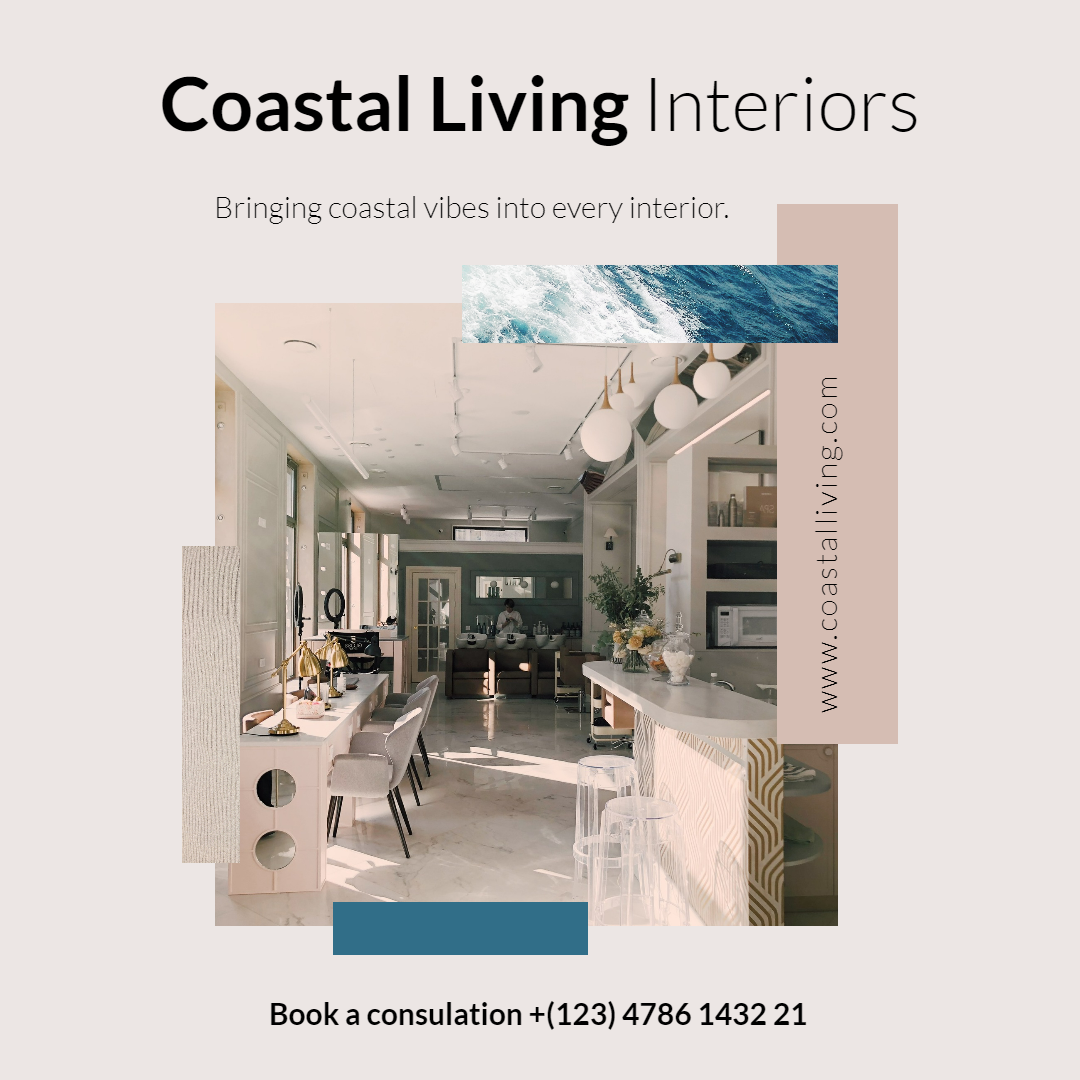 Coastal Living Interiors
Bringing coastal vibes into every interior.
www.coastalliving.com
Book a consulation +(123) 4786 1432 21